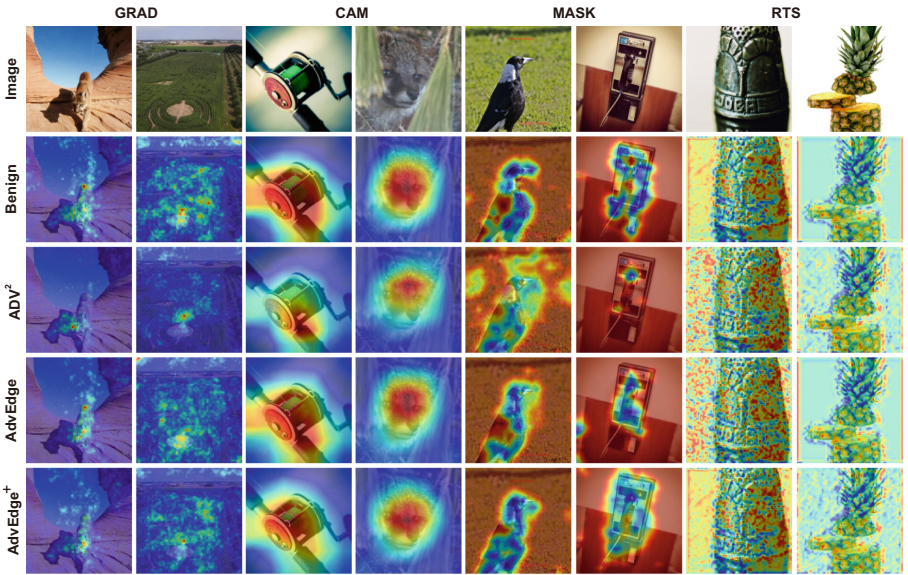 GRAD CAM MASK RTS
Image
Benign
ADV²
AdvEdge
AdvEdge⁺